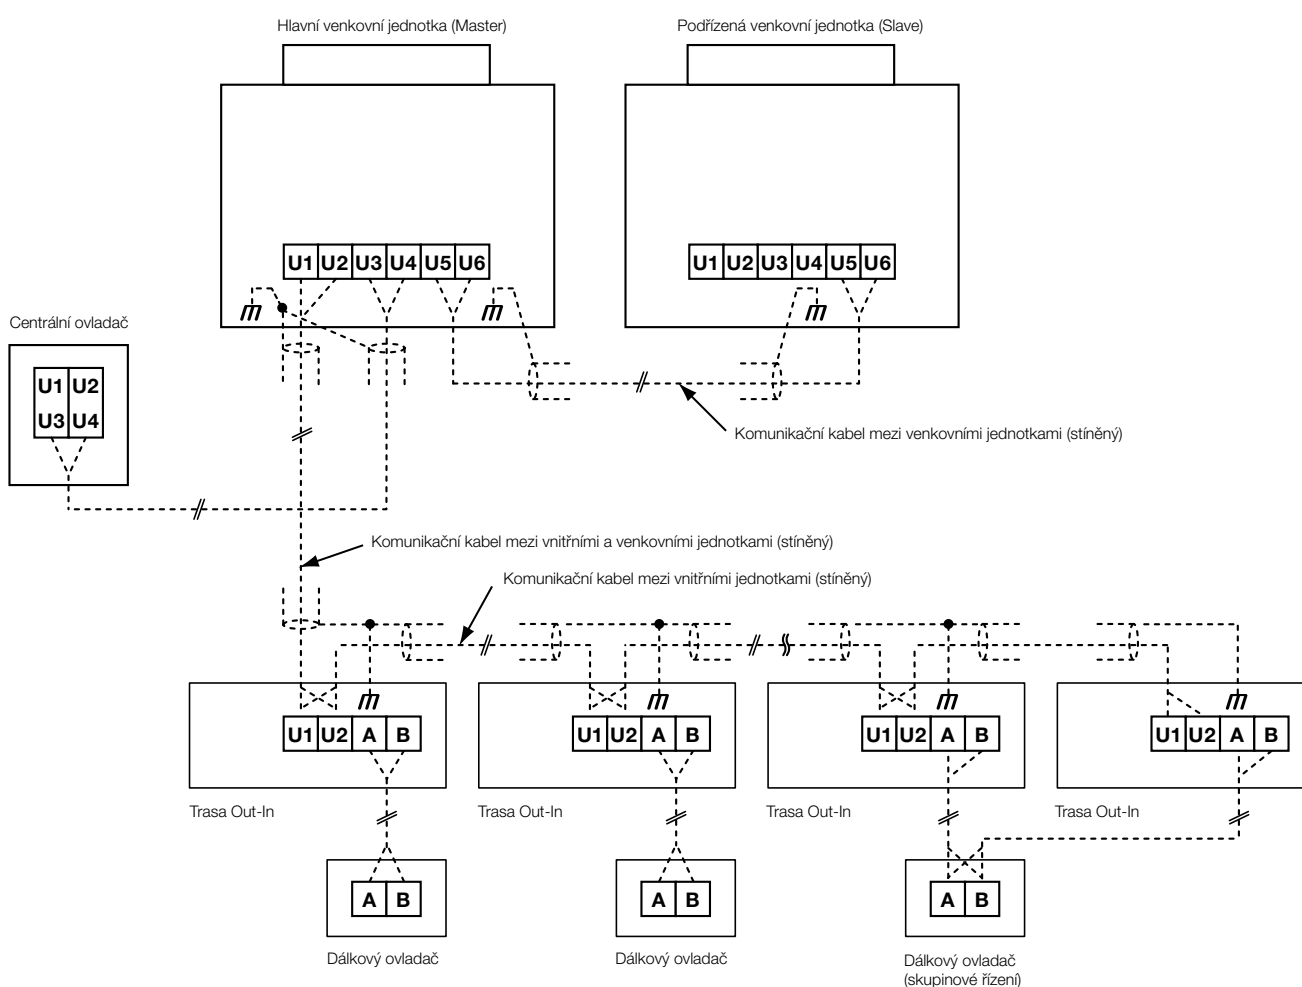 Hlavní venkovní jednotka (Master)
Podřízená venkovní jednotka (Slave)
U1 U2 U3 U4 U5 U6
U1 U2 U3 U4 U5 U6
Centrální ovladač
U1 U2
U3 U4
Komunikační kabel mezi venkovními jednotkami (stíněný)
Komunikační kabel mezi vnitřními a venkovními jednotkami (stíněný)
Komunikační kabel mezi vnitřními jednotkami (stíněný)
U1 U2 A B
U1 U2 A B
U1 U2 A B
U1 U2 A B
Trasa Out-In
Trasa Out-In
Trasa Out-In
Trasa Out-In
A B
A B
A B
Dálkový ovladač
Dálkový ovladač
Dálkový ovladač
(skupinové řízení)